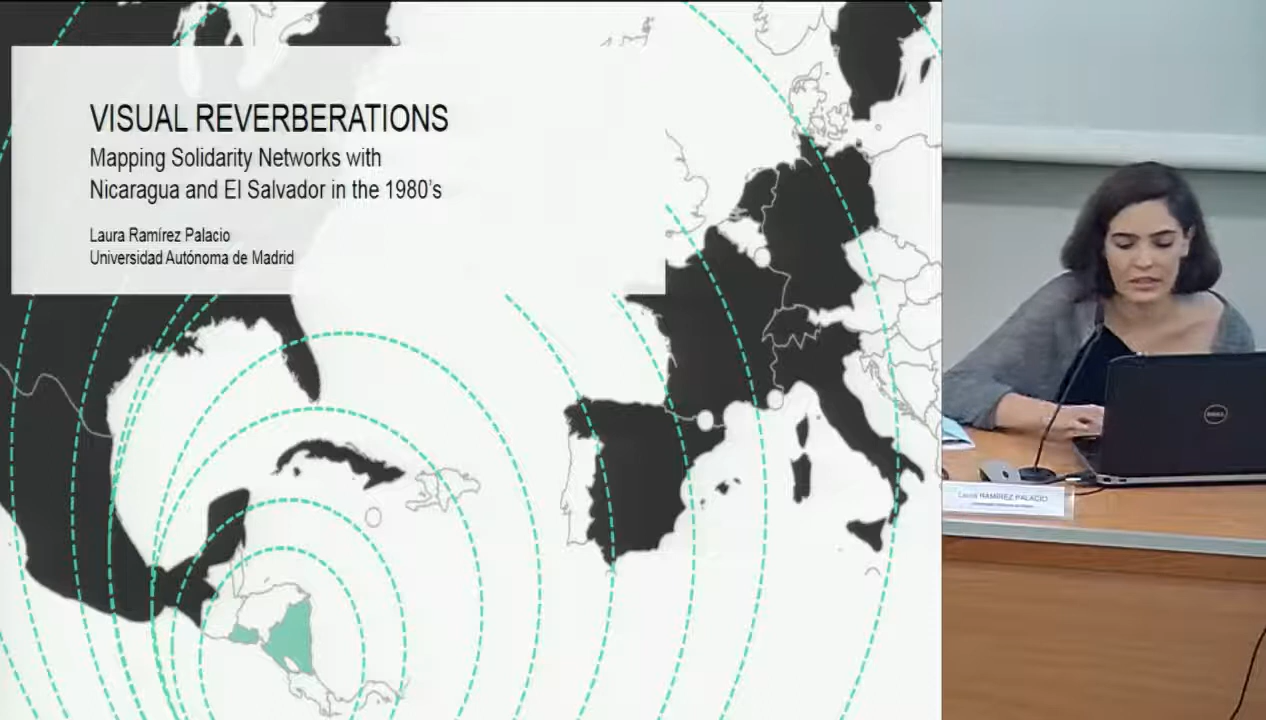 VISUAL REVERBERATIONS
Mapping Solidarity Networks with
Nicaragua and El Salvador in the 1980's
Laura Ramírez Palacio
Universidad Autónoma de Madrid
DELL
Laura RAMÍREZ PALACIO